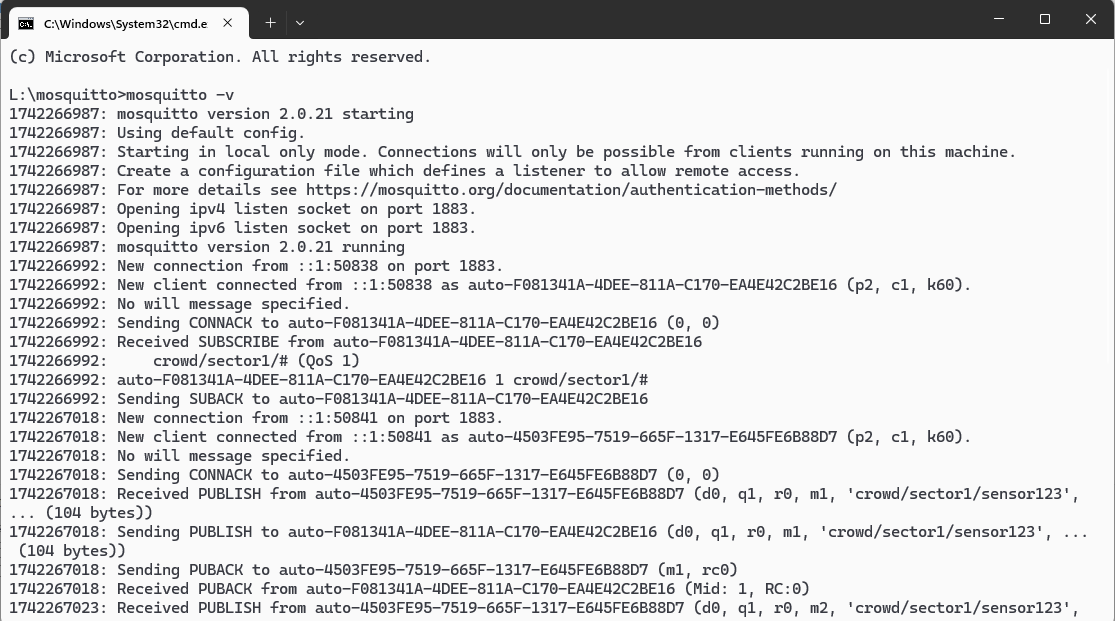 C:\Windows\System32\cmd.e
(c) Microsoft Corporation. All rights reserved.
L:\mosquitto>mosquitto -v
1742266987: mosquitto version 2.0.21 starting
1742266987: Using default config.
1742266987: Starting in local only mode. Connections will only be possible from clients running on this machine.
1742266987: Create a configuration file which defines a listener to allow remote access.
1742266987: For more details see https://mosquitto.org/documentation/authentication-methods/
1742266987: Opening ipv4 listen socket on port 1883.
1742266987: Opening ipv6 listen socket on port 1883.
1742266987: mosquitto version 2.0.21 running
1742266992: New connection from ::1:50838 on port 1883.
1742266992: New client connected from ::1:50838 as auto-F081341A-4DEE-811A-C170-EA4E42C2BE16 (p2, c1, k60).
1742266992: No will message specified.
1742266992: Sending CONNACK to auto-F081341A-4DEE-811A-C170-EA4E42C2BE16 (0, 0)
1742266992: Received SUBSCRIBE from auto-F081341A-4DEE-811A-C170-EA4E42C2BE16
1742266992:     crowd/sector1/# (QoS 1)
1742266992: auto-F081341A-4DEE-811A-C170-EA4E42C2BE16 1 crowd/sector1/#
1742266992: Sending SUBACK to auto-F081341A-4DEE-811A-C170-EA4E42C2BE16
1742267018: New connection from ::1:50841 on port 1883.
1742267018: New client connected from ::1:50841 as auto-4503FE95-7519-665F-1317-E645FE6B88D7 (p2, c1, k60).
1742267018: No will message specified.
1742267018: Sending CONNACK to auto-4503FE95-7519-665F-1317-E645FE6B88D7 (0, 0)
1742267018: Received PUBLISH from auto-4503FE95-7519-665F-1317-E645FE6B88D7 (d0, q1, r0, m1, 'crowd/sector1/sensor123',
... (104 bytes))
1742267018: Sending PUBLISH to auto-F081341A-4DEE-811A-C170-EA4E42C2BE16 (d0, q1, r0, m1, 'crowd/sector1/sensor123', ...
 (104 bytes))
1742267018: Sending PUBACK to auto-4503FE95-7519-665F-1317-E645FE6B88D7 (m1, rc0)
1742267018: Received PUBACK from auto-F081341A-4DEE-811A-C170-EA4E42C2BE16 (Mid: 1, RC:0)
1742267023: Received PUBLISH from auto-4503FE95-7519-665F-1317-E645FE6B88D7 (d0, q1, r0, m2, 'crowd/sector1/sensor123',